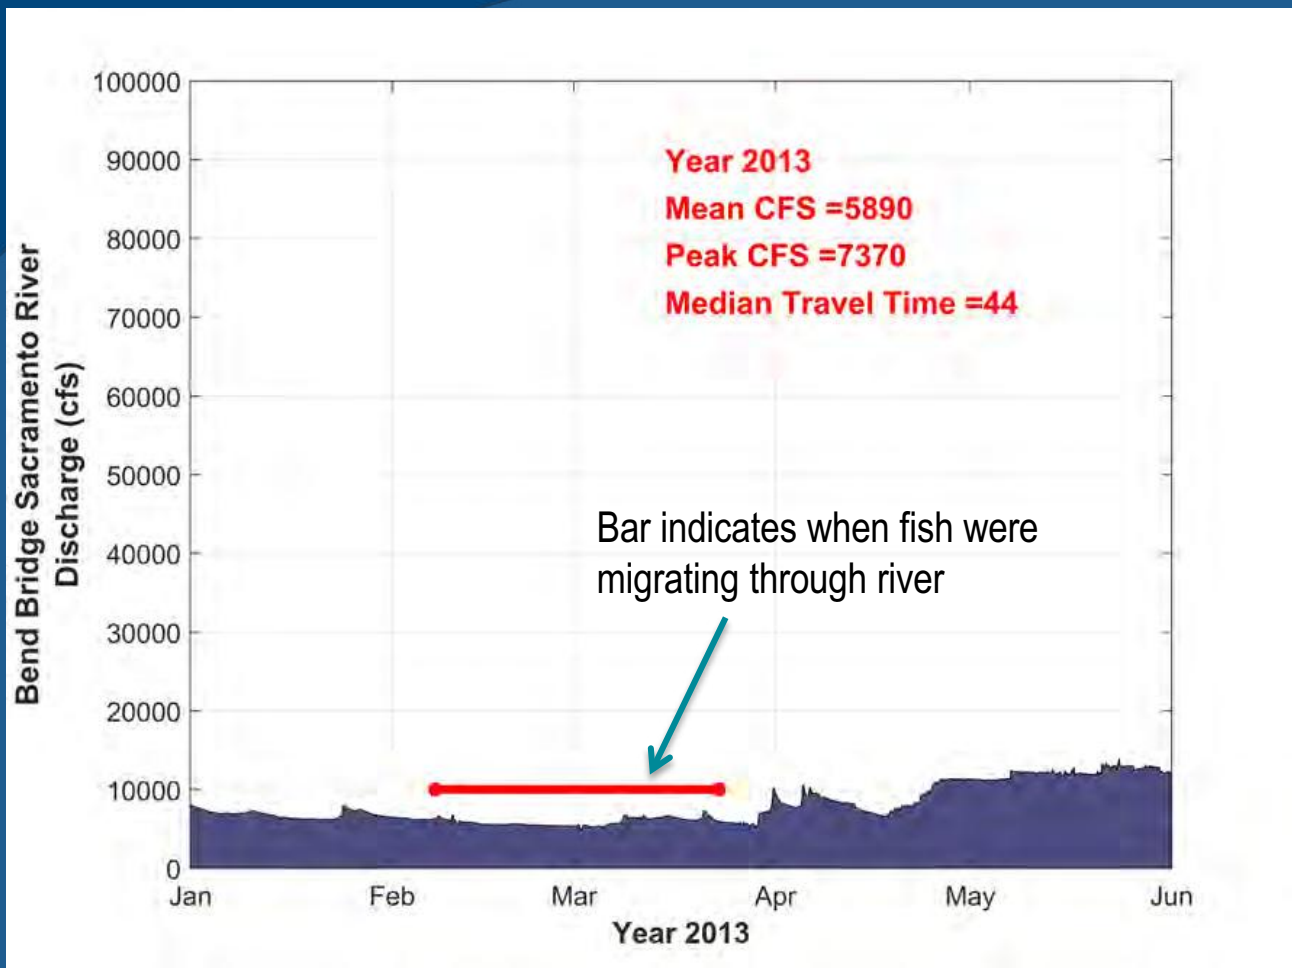 100000
90000
80000
70000
60000
50000
40000
30000
20000
10000
0
Bend Bridge Sacramento River
Discharge (cfs)
Year 2013
Mean CFS =5890
Peak CFS =7370
Median Travel Time =44
Bar indicates when fish were
migrating through river
Jan Feb Mar Apr May Jun
Year 2013